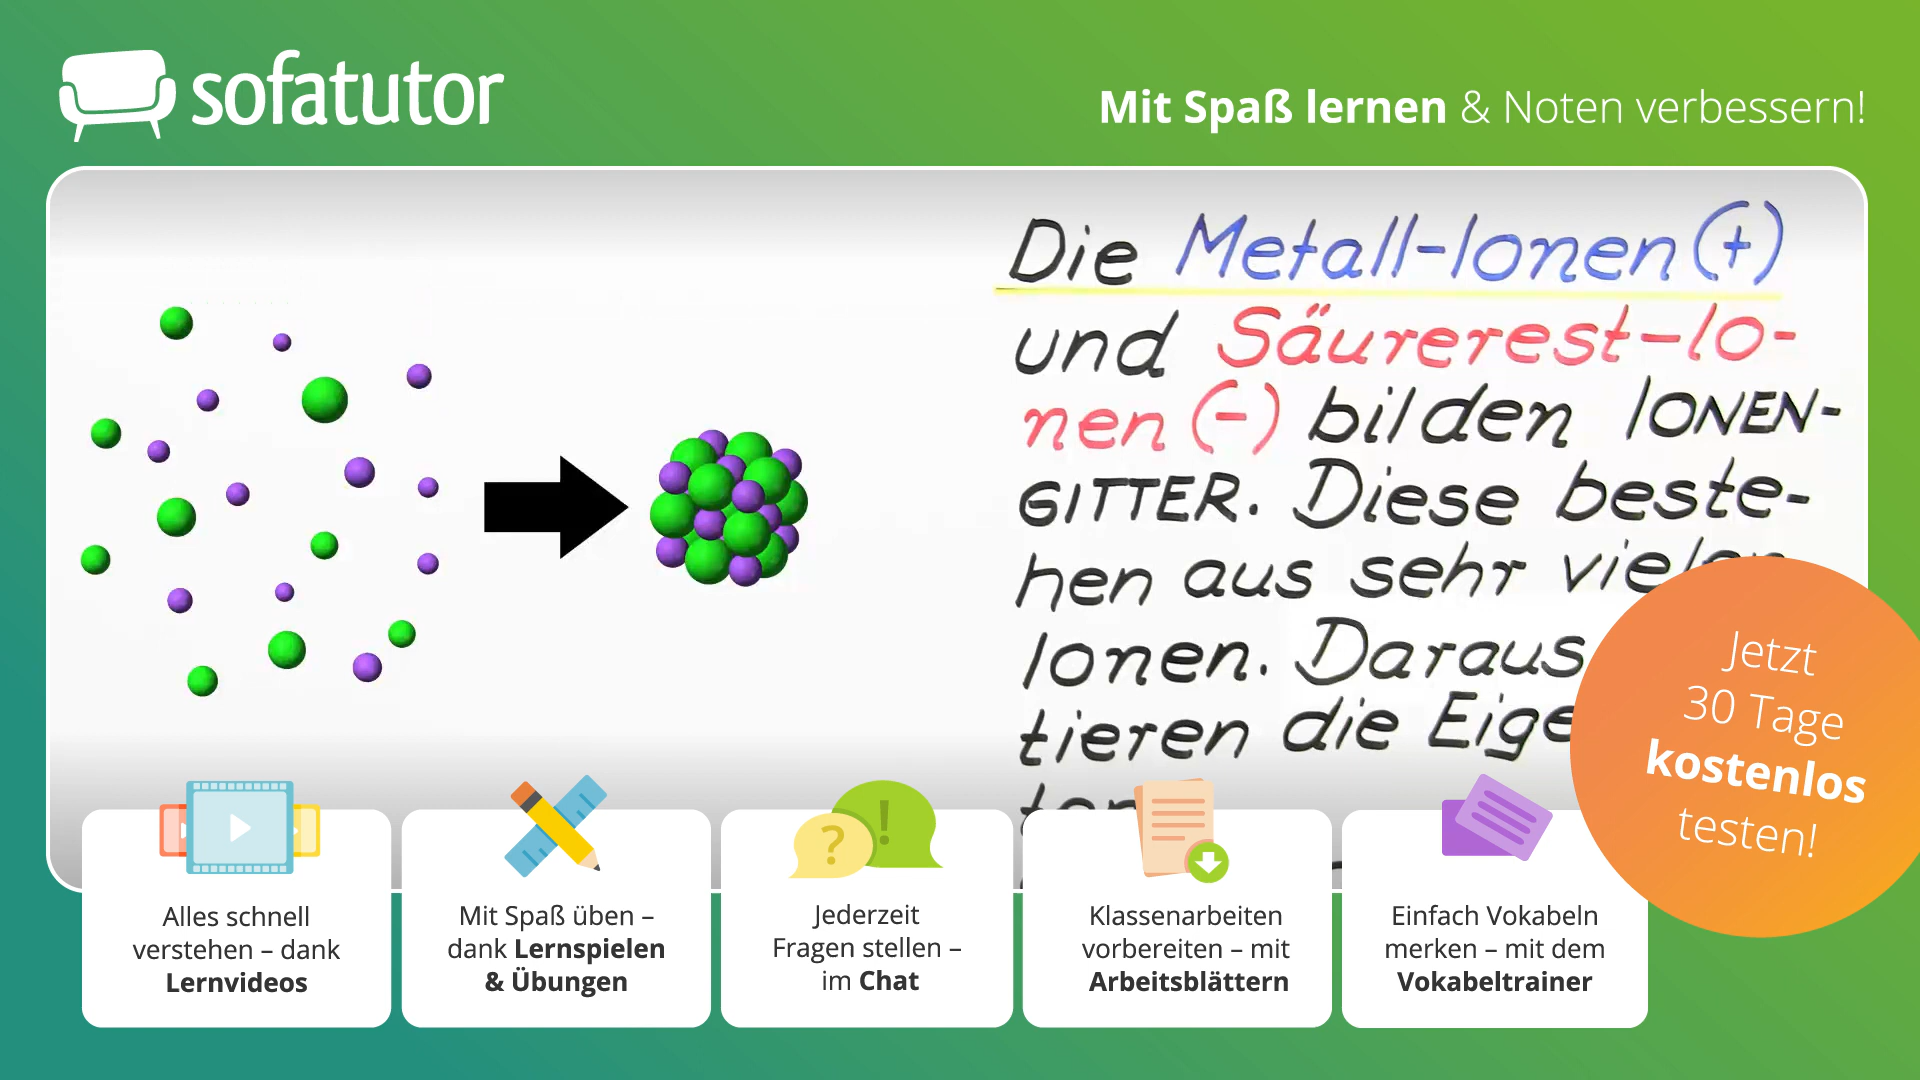 sofatutor
Mit Spaß lernen & Noten verbessern!
Die Metall-Ionen (+)
und Säurerest-Io-
nen (-) bilden IONEN-
GITTER. Diese beste-
hen aus sehr vielen
Ionen. Daraus
tieren die Eige
Jetzt
30 Tage
kostenlos
testen!
?
!
Alles schnell
verstehen – dank
Lernvideos
Mit Spaß üben –
dank Lernspielen
& Übungen
Jederzeit
Fragen stellen –
im Chat
Klassenarbeiten
vorbereiten – mit
Arbeitsblättern
Einfach Vokabeln
merken – mit dem
Vokabeltrainer